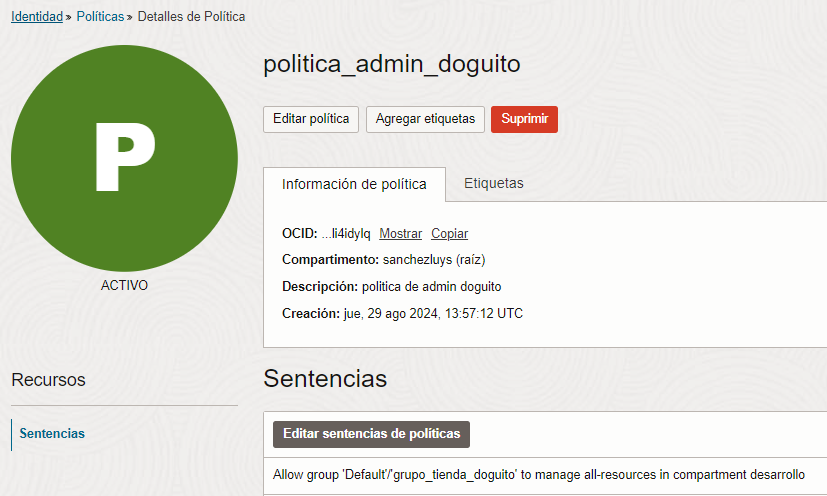 Identidad » Políticas » Detalles de Política
P
ACTIVO
politica_admin_doguito
Editar política Agregar etiquetas Suprimir
Información de política Etiquetas
OCID: ...li4idylq Mostrar Copiar
Compartimento: sanchezluys (raíz)
Descripción: politica de admin doguito
Creación: jue, 29 ago 2024, 13:57:12 UTC
Recursos
Sentencias
Sentencias
Editar sentencias de políticas
Allow group 'Default'/'grupo_tienda_doguito' to manage all-resources in compartment desarrollo